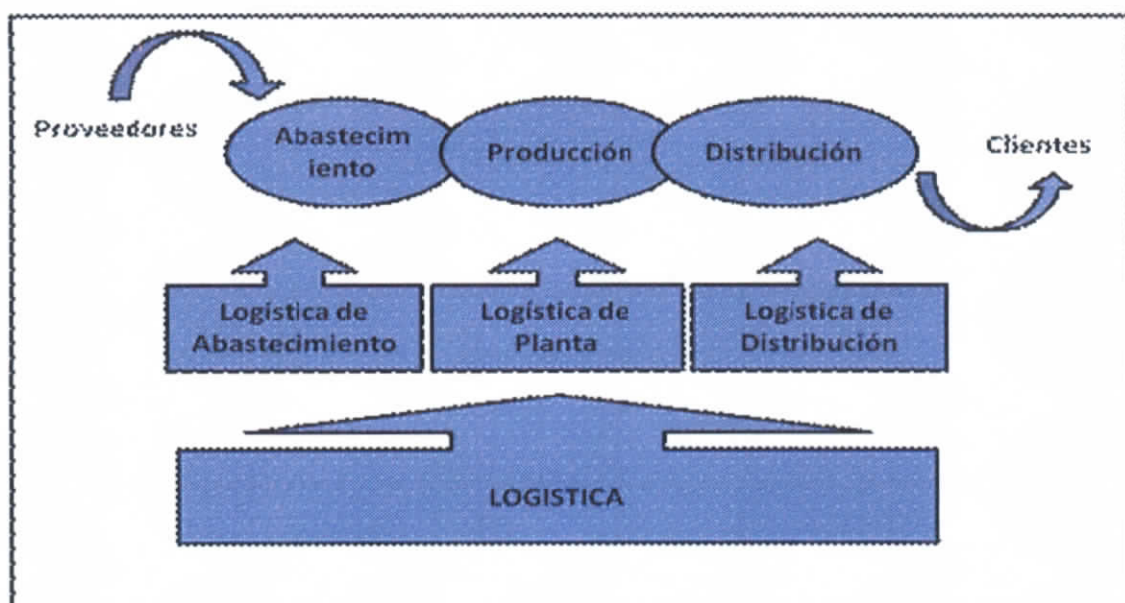 Proveedores
Abastecim
iento
Producción
Distribución
Clientes
Logística de
Abastecimiento
Logística de
Planta
Logística de
Distribución
LOGISTICA